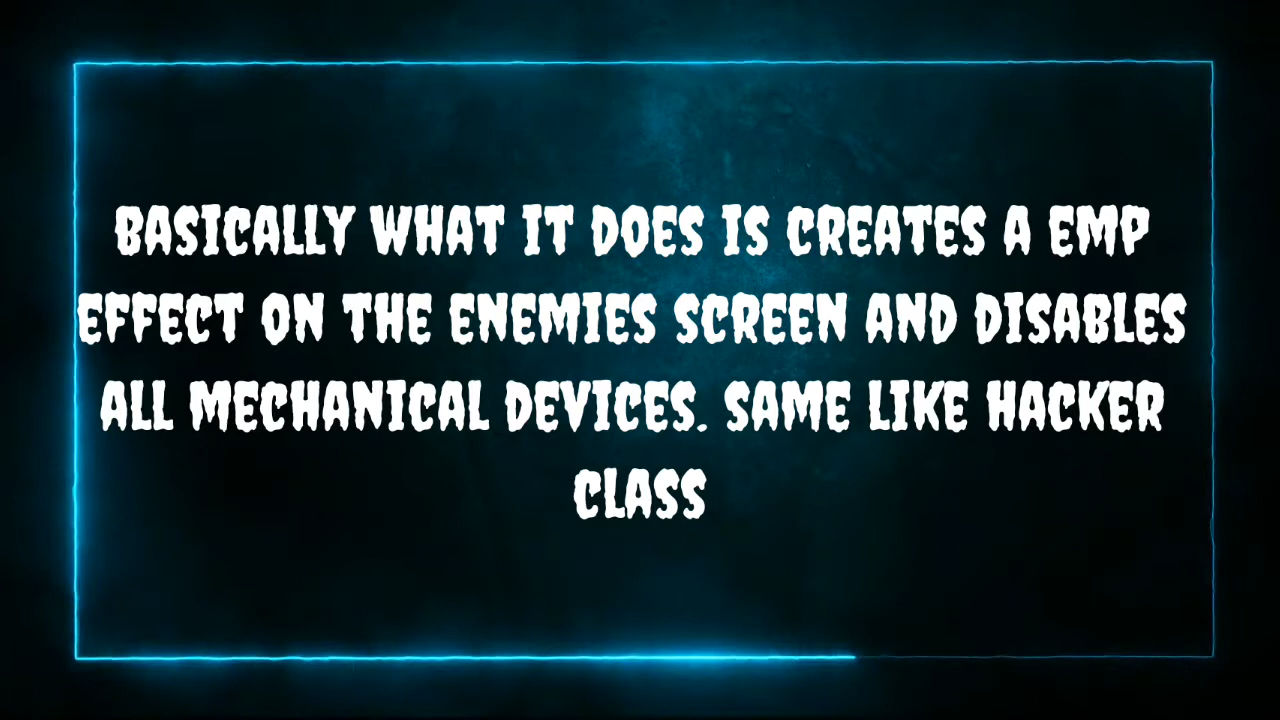 BASICALLY WHAT IT DOES IS CREATES A EMP
EFFECT ON THE ENEMIES SCREEN AND DISABLES
ALL MECHANICAL DEVICES. SAME LIKE HACKER
CLASS